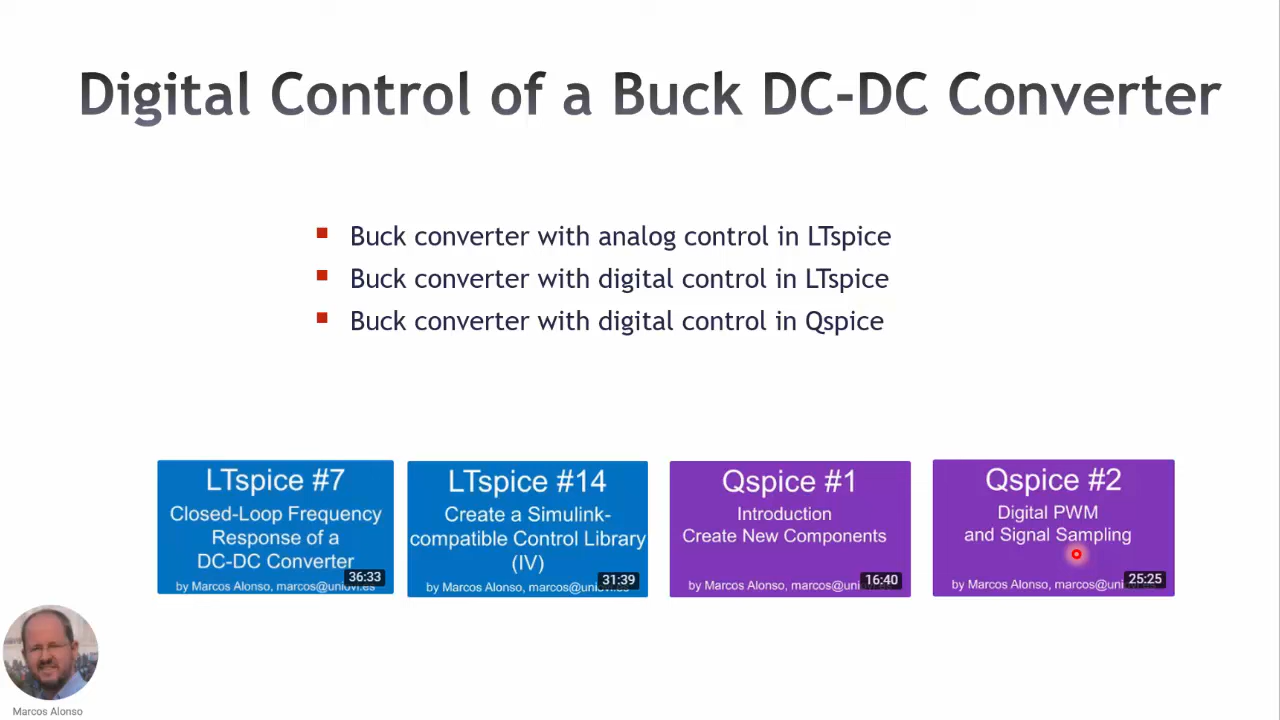 Digital Control of a Buck DC-DC Converter
Buck converter with analog control in LTspice
Buck converter with digital control in LTspice
Buck converter with digital control in Qspice
LTspice #7
Closed-Loop Frequency
Response of a
DC-DC Converter
36:33
by Marcos Alonso, marcos@uniovi.es
LTspice #14
Create a Simulink-
compatible Control Library
(IV)
31:39
by Marcos Alonso, marcos@uniovi.es
Qspice #1
Introduction
Create New Components
16:40
by Marcos Alonso, marcos@uni
Qspice #2
Digital PWM
and Signal Sampling
25:25
by Marcos Alonso, marcos@uni
Marcos Alonso